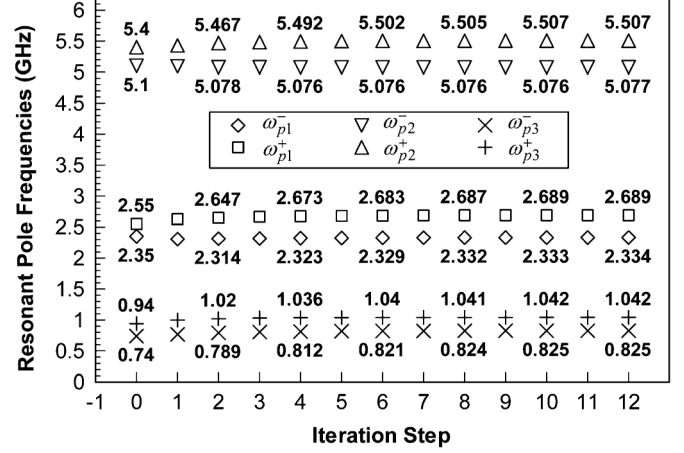 Resonant Pole Frequencies (GHz)
6
5.5
5
4.5
4
3.5
3
2.5
2
1.5
1
0.5
0
5.4 5.467 5.492 5.502 5.505 5.507 5.507
5.1 5.078 5.076 5.076 5.076 5.076 5.077
ω⁻p1 ω⁻p2 ω⁻p3
ω⁺p1 ω⁺p2 ω⁺p3
2.55 2.647 2.673 2.683 2.687 2.689 2.689
2.35 2.314 2.323 2.329 2.332 2.333 2.334
0.94 1.02 1.036 1.04 1.041 1.042 1.042
0.74 0.789 0.812 0.821 0.824 0.825 0.825
-1 0 1 2 3 4 5 6 7 8 9 10 11 12
Iteration Step